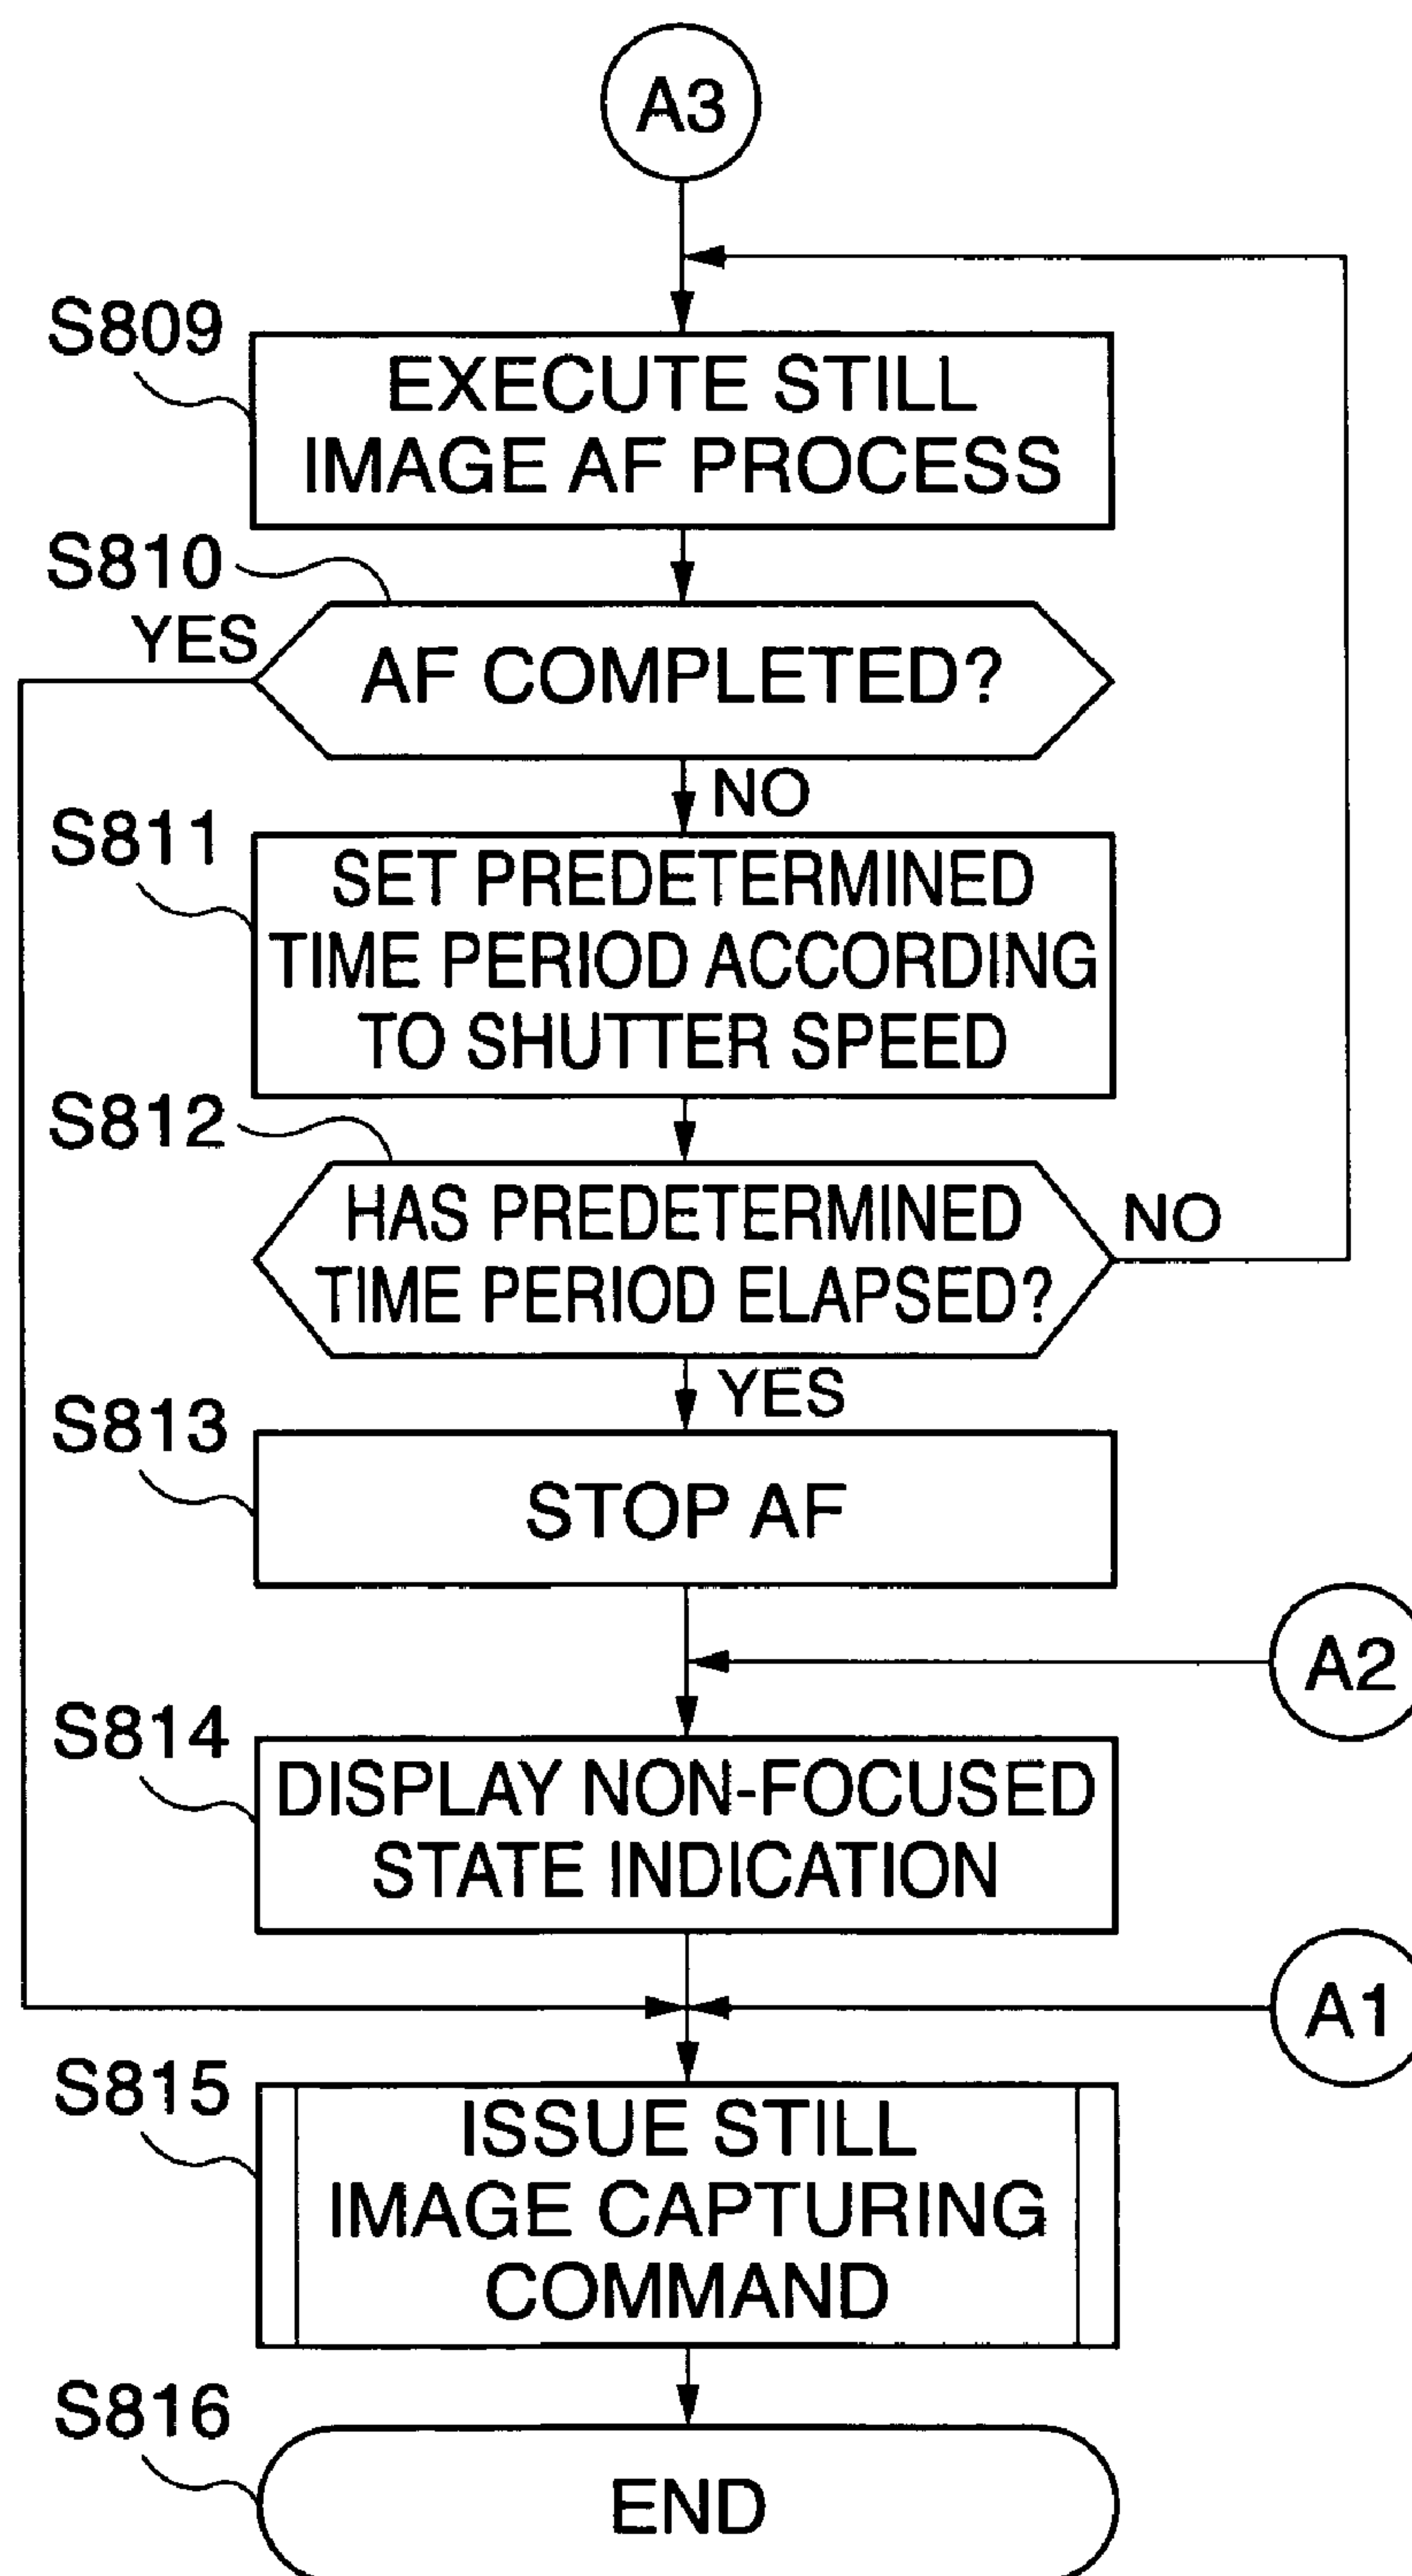 A3
S809
EXECUTE STILL
IMAGE AF PROCESS
S810
YES
AF COMPLETED?
NO
S811
SET PREDETERMINED
TIME PERIOD ACCORDING
TO SHUTTER SPEED
S812
HAS PREDETERMINED
TIME PERIOD ELAPSED?
NO
YES
S813
STOP AF
A2
S814
DISPLAY NON-FOCUSED
STATE INDICATION
A1
S815
ISSUE STILL
IMAGE CAPTURING
COMMAND
S816
END